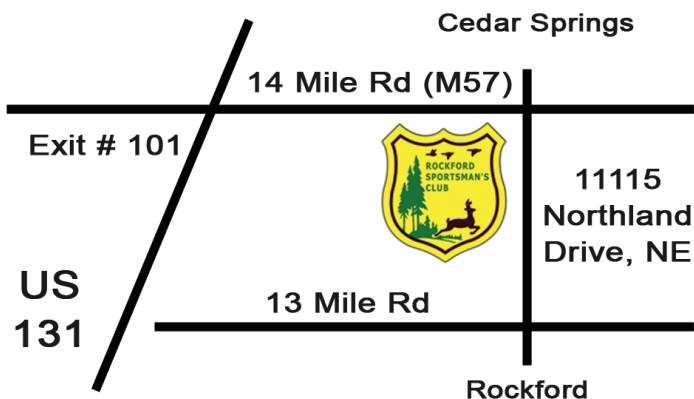 Cedar Springs
14 Mile Rd (M57)
Exit # 101
ROCKFORD
SPORTSMAN'S
CLUB
11115
Northland
Drive, NE
US
131
13 Mile Rd
Rockford